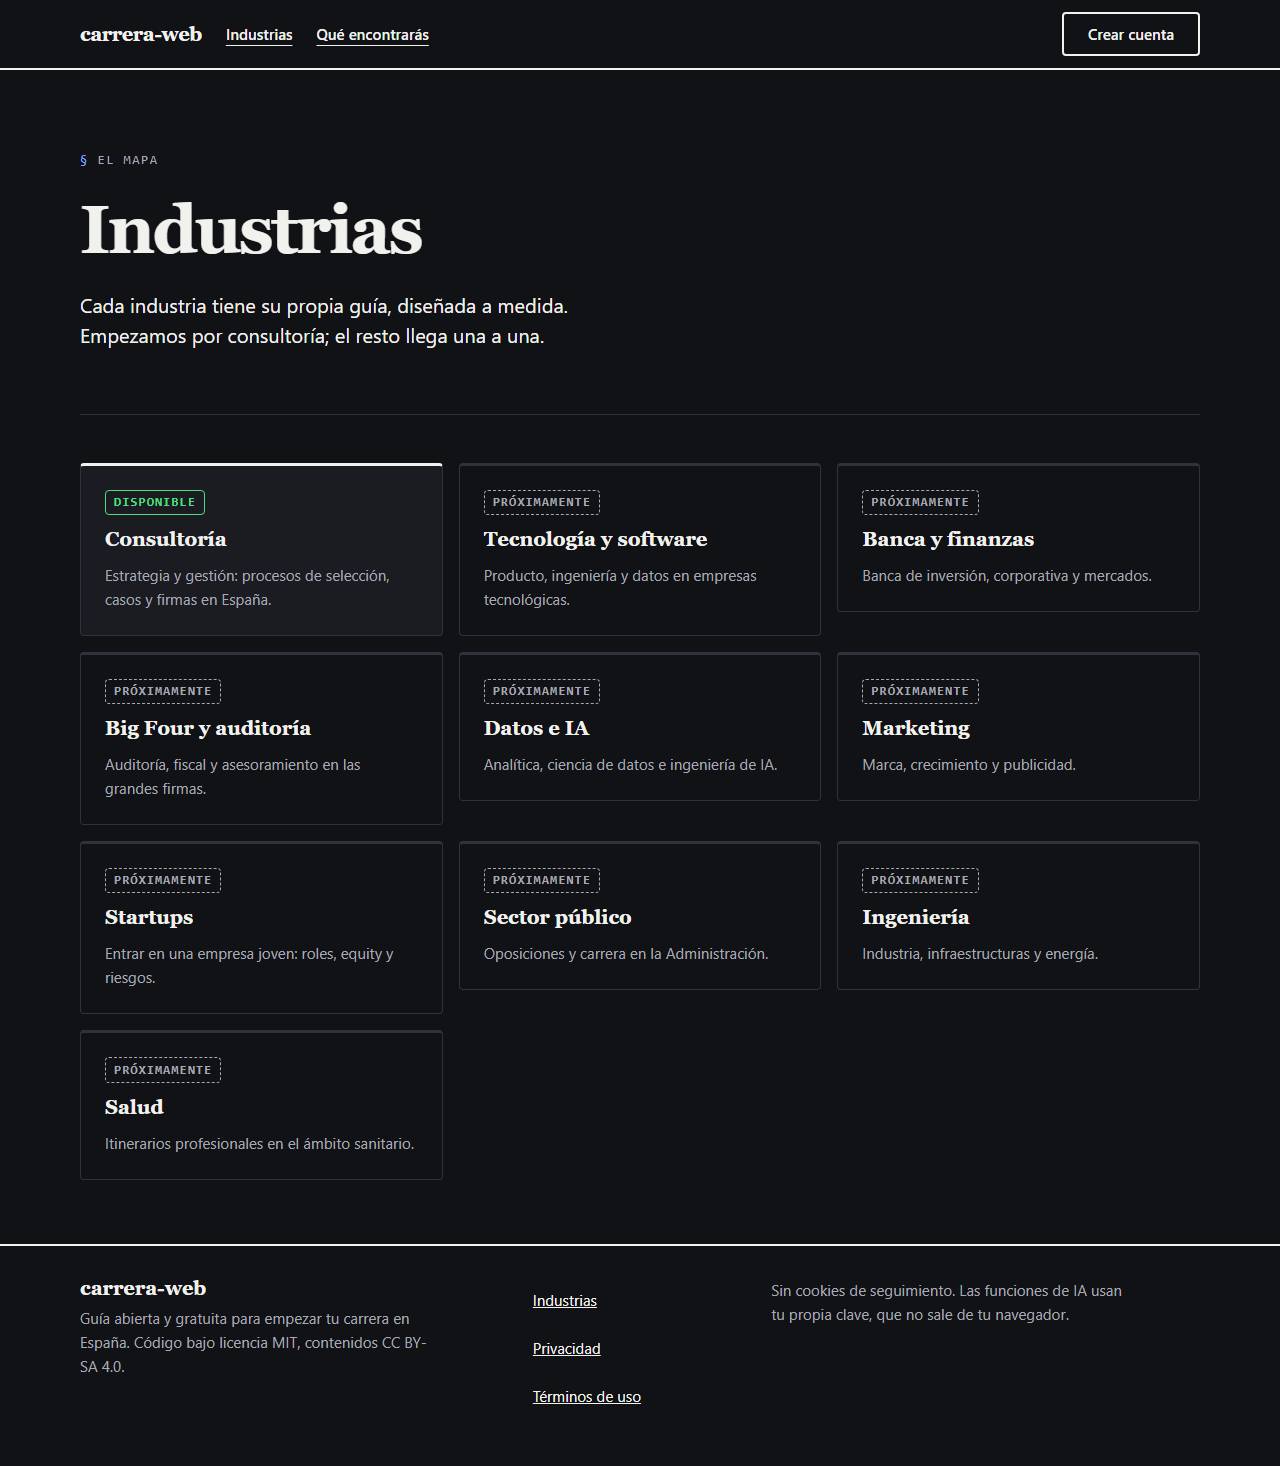 carrera-web
Industrias
Qué encontrarás
Crear cuenta
§ EL MAPA
Industrias
Cada industria tiene su propia guía, diseñada a medida.
Empezamos por consultoría; el resto llega una a una.
DISPONIBLE
Consultoría
Estrategia y gestión: procesos de selección,
casos y firmas en España.
PRÓXIMAMENTE
Tecnología y software
Producto, ingeniería y datos en empresas
tecnológicas.
PRÓXIMAMENTE
Banca y finanzas
Banca de inversión, corporativa y mercados.
PRÓXIMAMENTE
Big Four y auditoría
Auditoría, fiscal y asesoramiento en las
grandes firmas.
PRÓXIMAMENTE
Datos e IA
Analítica, ciencia de datos e ingeniería de IA.
PRÓXIMAMENTE
Marketing
Marca, crecimiento y publicidad.
PRÓXIMAMENTE
Startups
Entrar en una empresa joven: roles, equity y
riesgos.
PRÓXIMAMENTE
Sector público
Oposiciones y carrera en la Administración.
PRÓXIMAMENTE
Ingeniería
Industria, infraestructuras y energía.
PRÓXIMAMENTE
Salud
Itinerarios profesionales en el ámbito sanitario.
carrera-web
Guía abierta y gratuita para empezar tu carrera en
España. Código bajo licencia MIT, contenidos CC BY-
SA 4.0.
Industrias
Privacidad
Términos de uso
Sin cookies de seguimiento. Las funciones de IA usan
tu propia clave, que no sale de tu navegador.